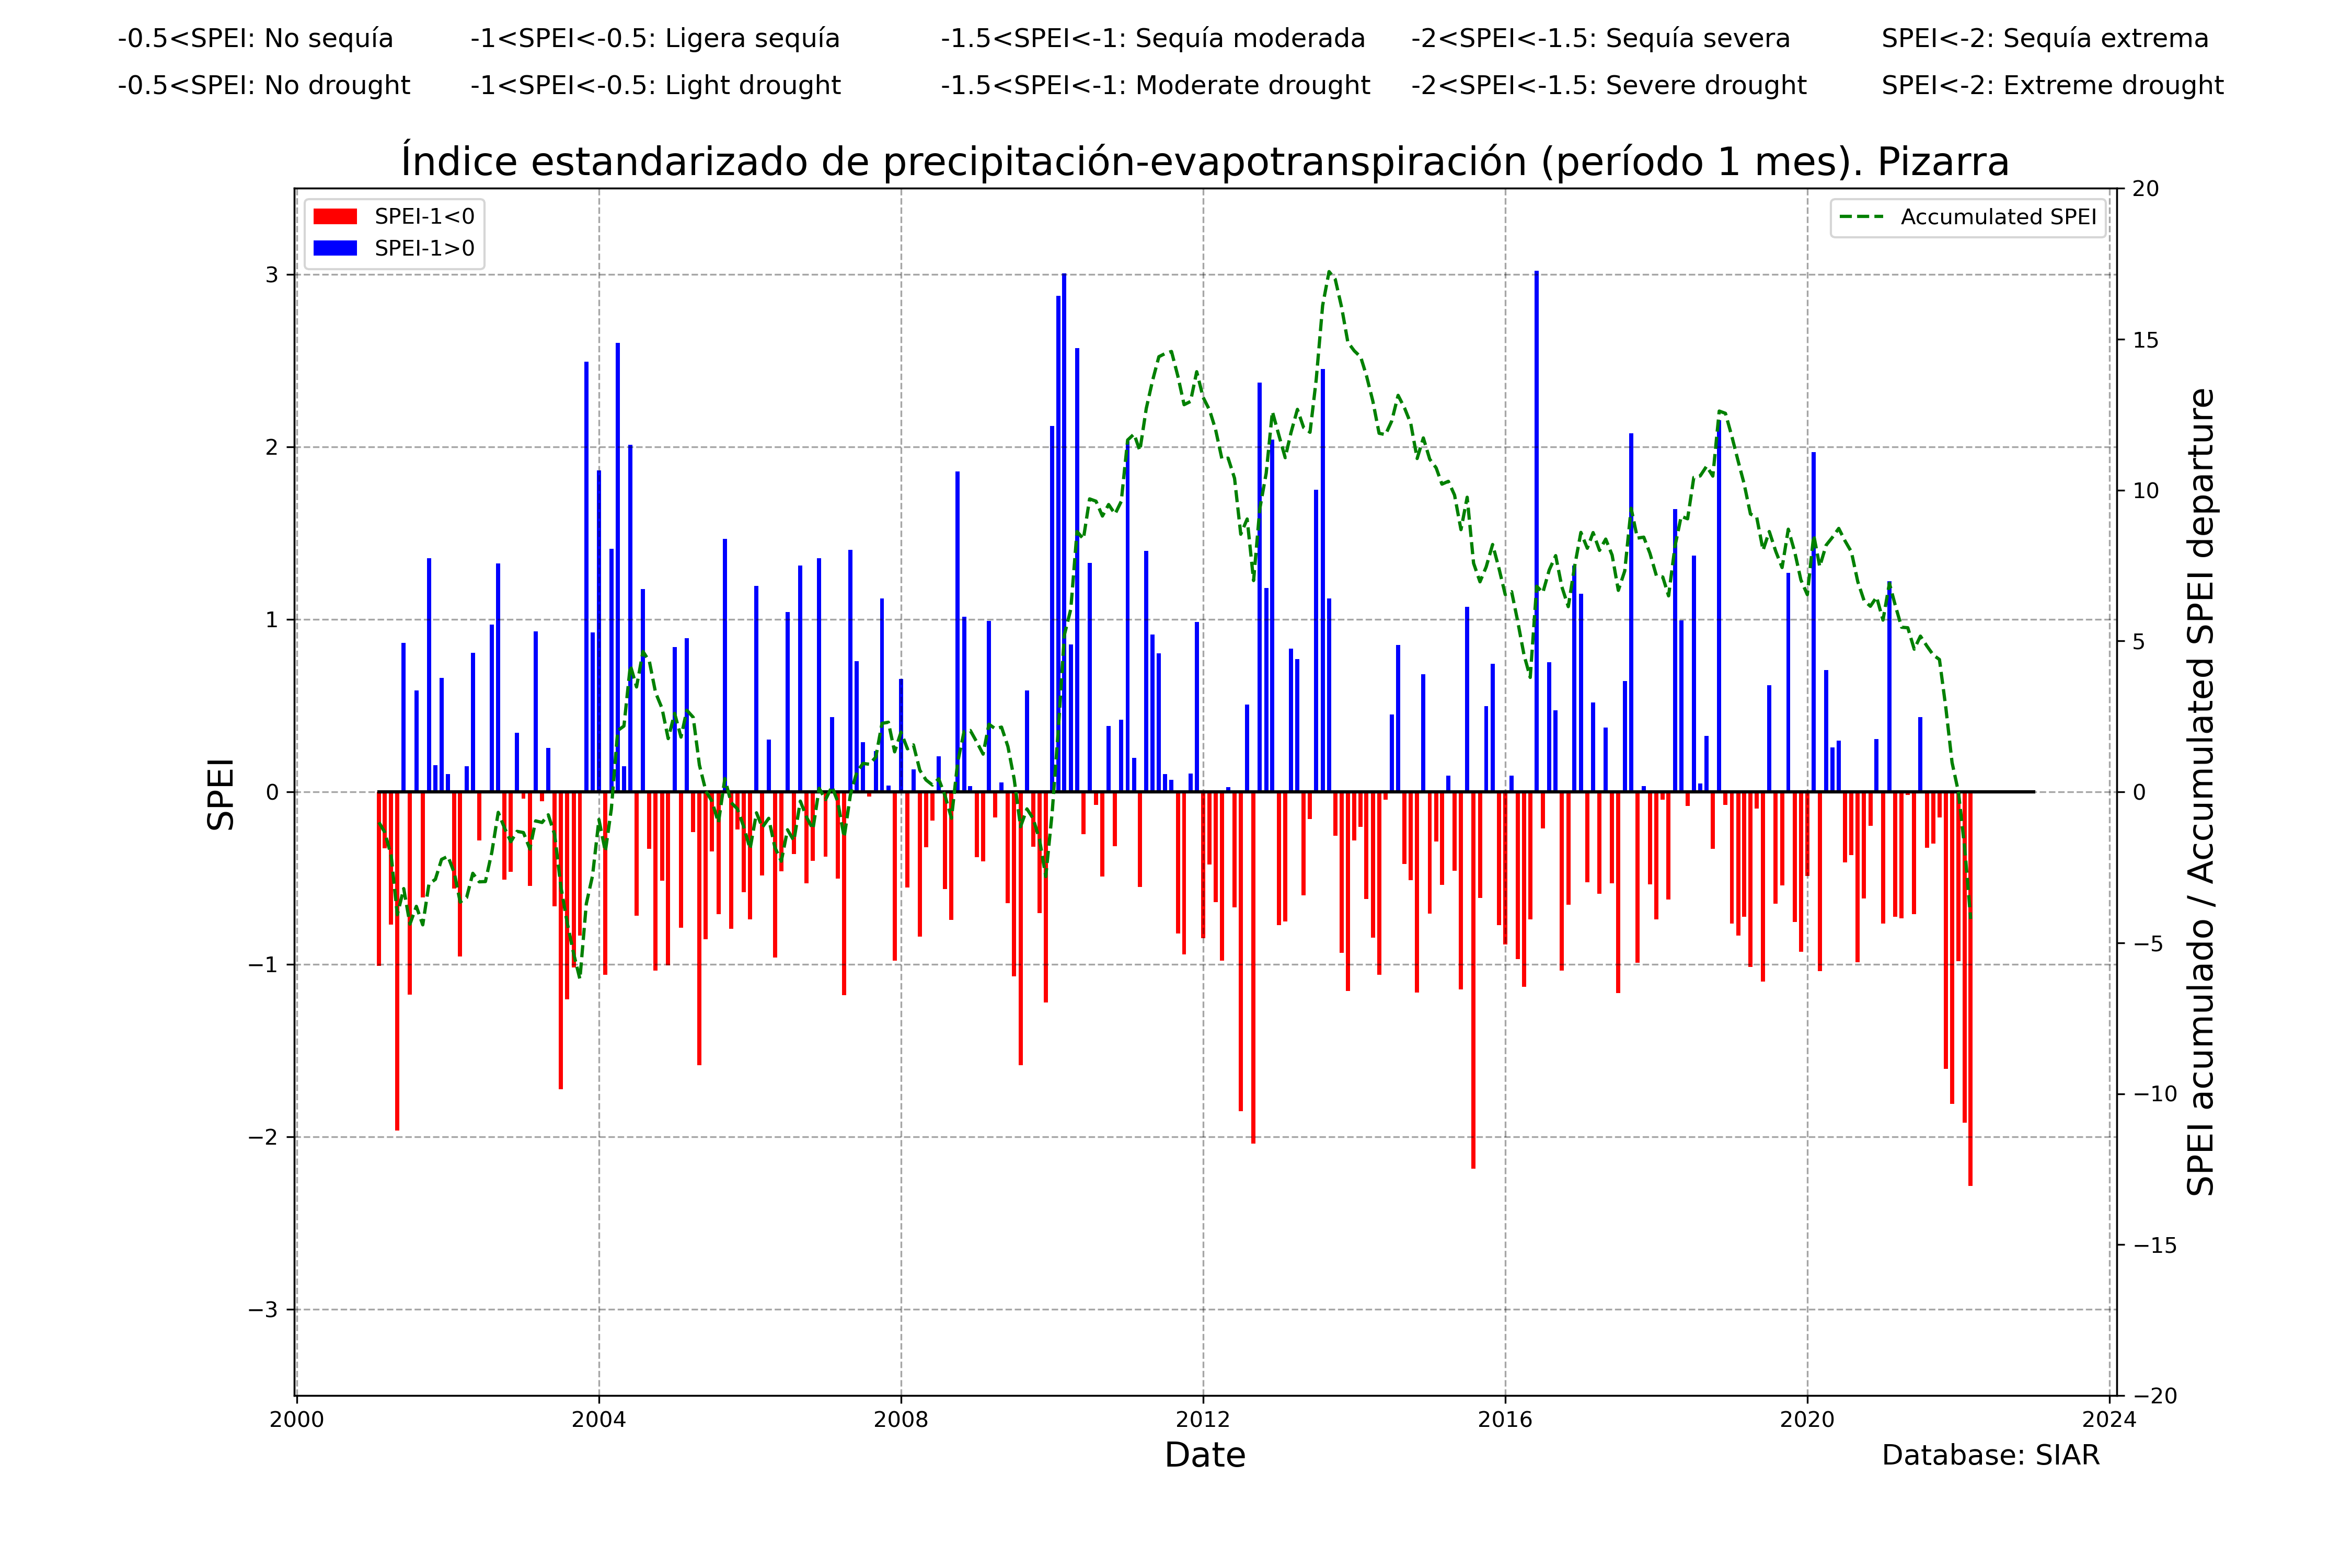 -0.5<SPEI: No sequía -1<SPEI<-0.5: Ligera sequía -1.5<SPEI<-1: Sequía moderada -2<SPEI<-1.5: Sequía severa SPEI<-2: Sequía extrema
-0.5<SPEI: No drought -1<SPEI<-0.5: Light drought -1.5<SPEI<-1: Moderate drought -2<SPEI<-1.5: Severe drought SPEI<-2: Extreme drought
Índice estandarizado de precipitación-evapotranspiración (período 1 mes). Pizarra
SPEI-1<0
SPEI-1>0
Accumulated SPEI
SPEI
3
2
1
0
−1
−2
−3
20
15
10
5
0
−5
−10
−15
−20
SPEI acumulado / Accumulated SPEI departure
2000 2004 2008 2012 2016 2020 2024
Date
Database: SIAR